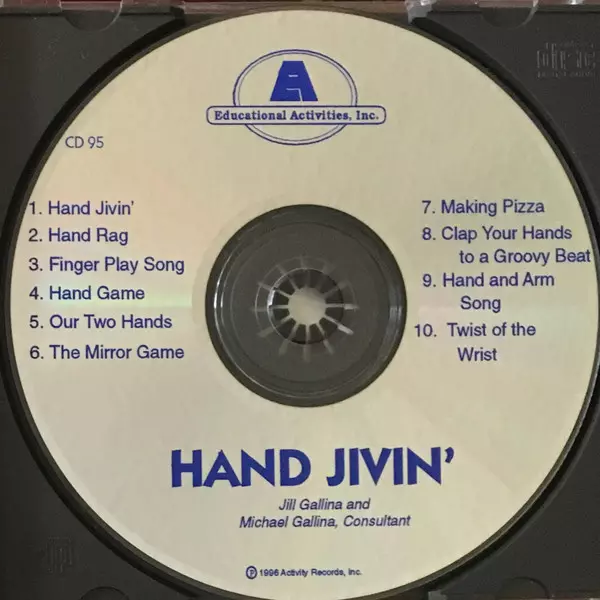 Educational Activities, Inc.
CD 95
1. Hand Jivin'
2. Hand Rag
3. Finger Play Song
4. Hand Game
5. Our Two Hands
6. The Mirror Game
7. Making Pizza
8. Clap Your Hands
to a Groovy Beat
9. Hand and Arm
Song
10. Twist of the
Wrist
HAND JIVIN'
Jill Gallina and
Michael Gallina, Consultant
℗ 1996 Activity Records, Inc.